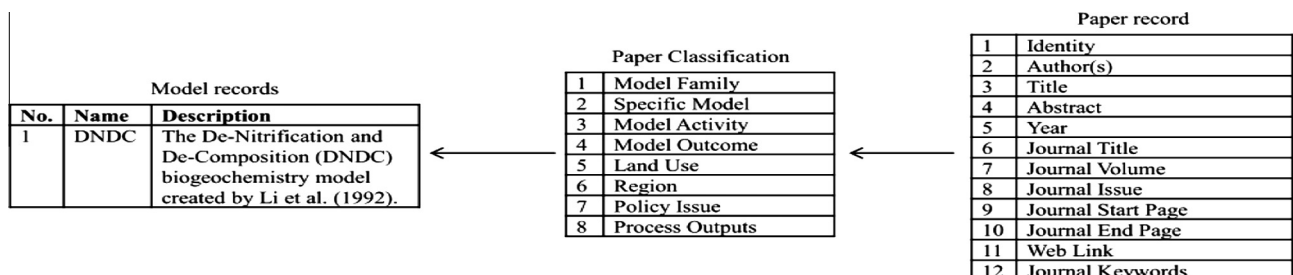 Model records
No. Name Description
1 DNDC The De-Nitrification and
De-Composition (DNDC)
biogeochemistry model
created by Li et al. (1992).
Paper Classification
1 Model Family
2 Specific Model
3 Model Activity
4 Model Outcome
5 Land Use
6 Region
7 Policy Issue
8 Process Outputs
Paper record
1 Identity
2 Author(s)
3 Title
4 Abstract
5 Year
6 Journal Title
7 Journal Volume
8 Journal Issue
9 Journal Start Page
10 Journal End Page
11 Web Link
12 Journal Keywords